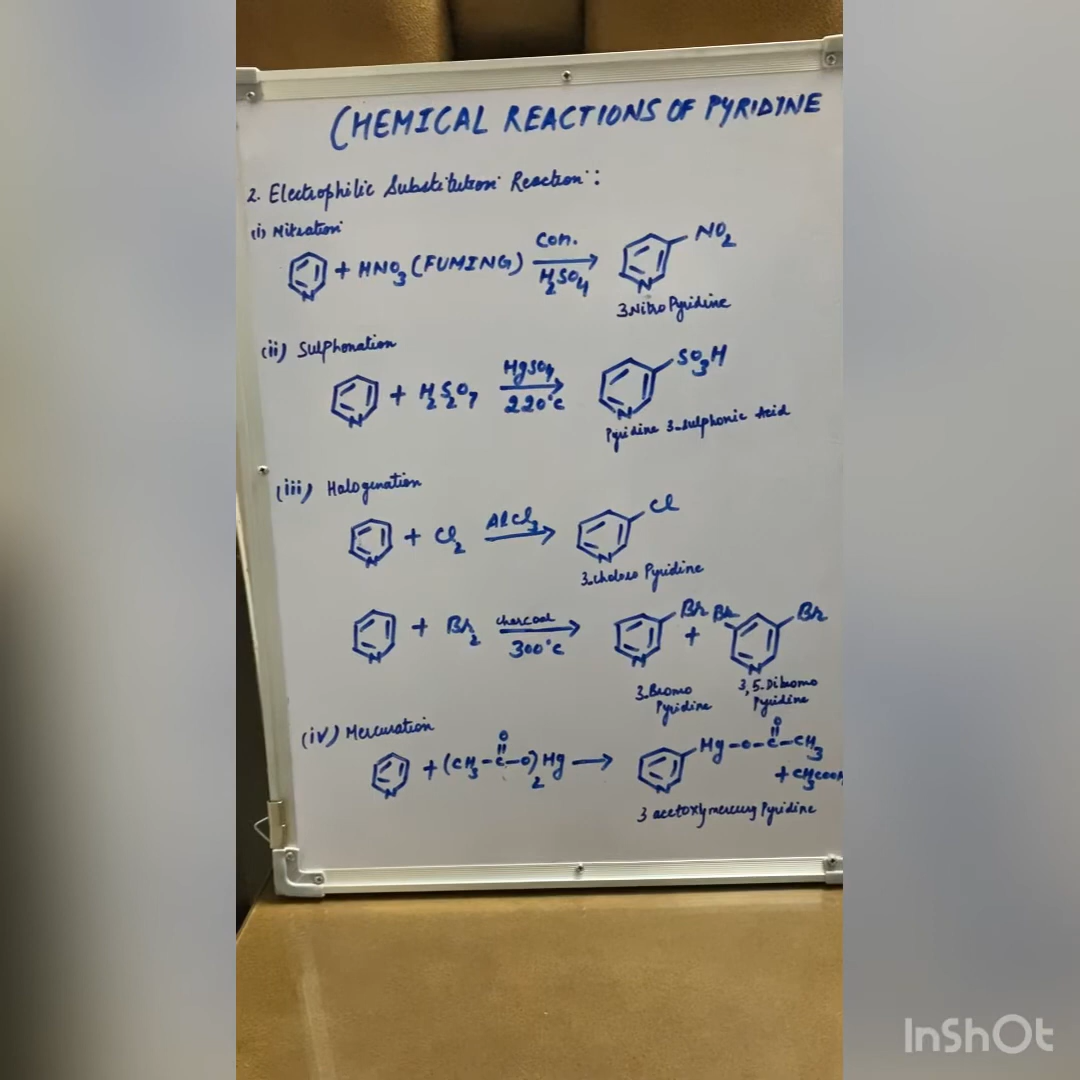 CHEMICAL REACTIONS OF PYRIDINE
2. Electrophilic Substitution Reaction :
(i) Nitration
N + HNO3 (FUMING) Con. H2SO4 NO2 N
3.Nitro Pyridine
(ii) Sulphonation
N + H2S2O7 HgSO4 220°C SO3H N
Pyridine 3-sulphonic Acid
(iii) Halogenation
N + Cl2 AlCl3 Cl N
3.choloro Pyridine
N + Br2 charcoal 300°C Br N + Br Br N
3.Bromo Pyridine
3,5.Dibromo Pyridine
(iv) Mercuration
N + (CH3-C(=O)-O)2 Hg → Hg-O-C(=O)-CH3 N
+ CH3COOH
3 acetoxymercury Pyridine
InShOt